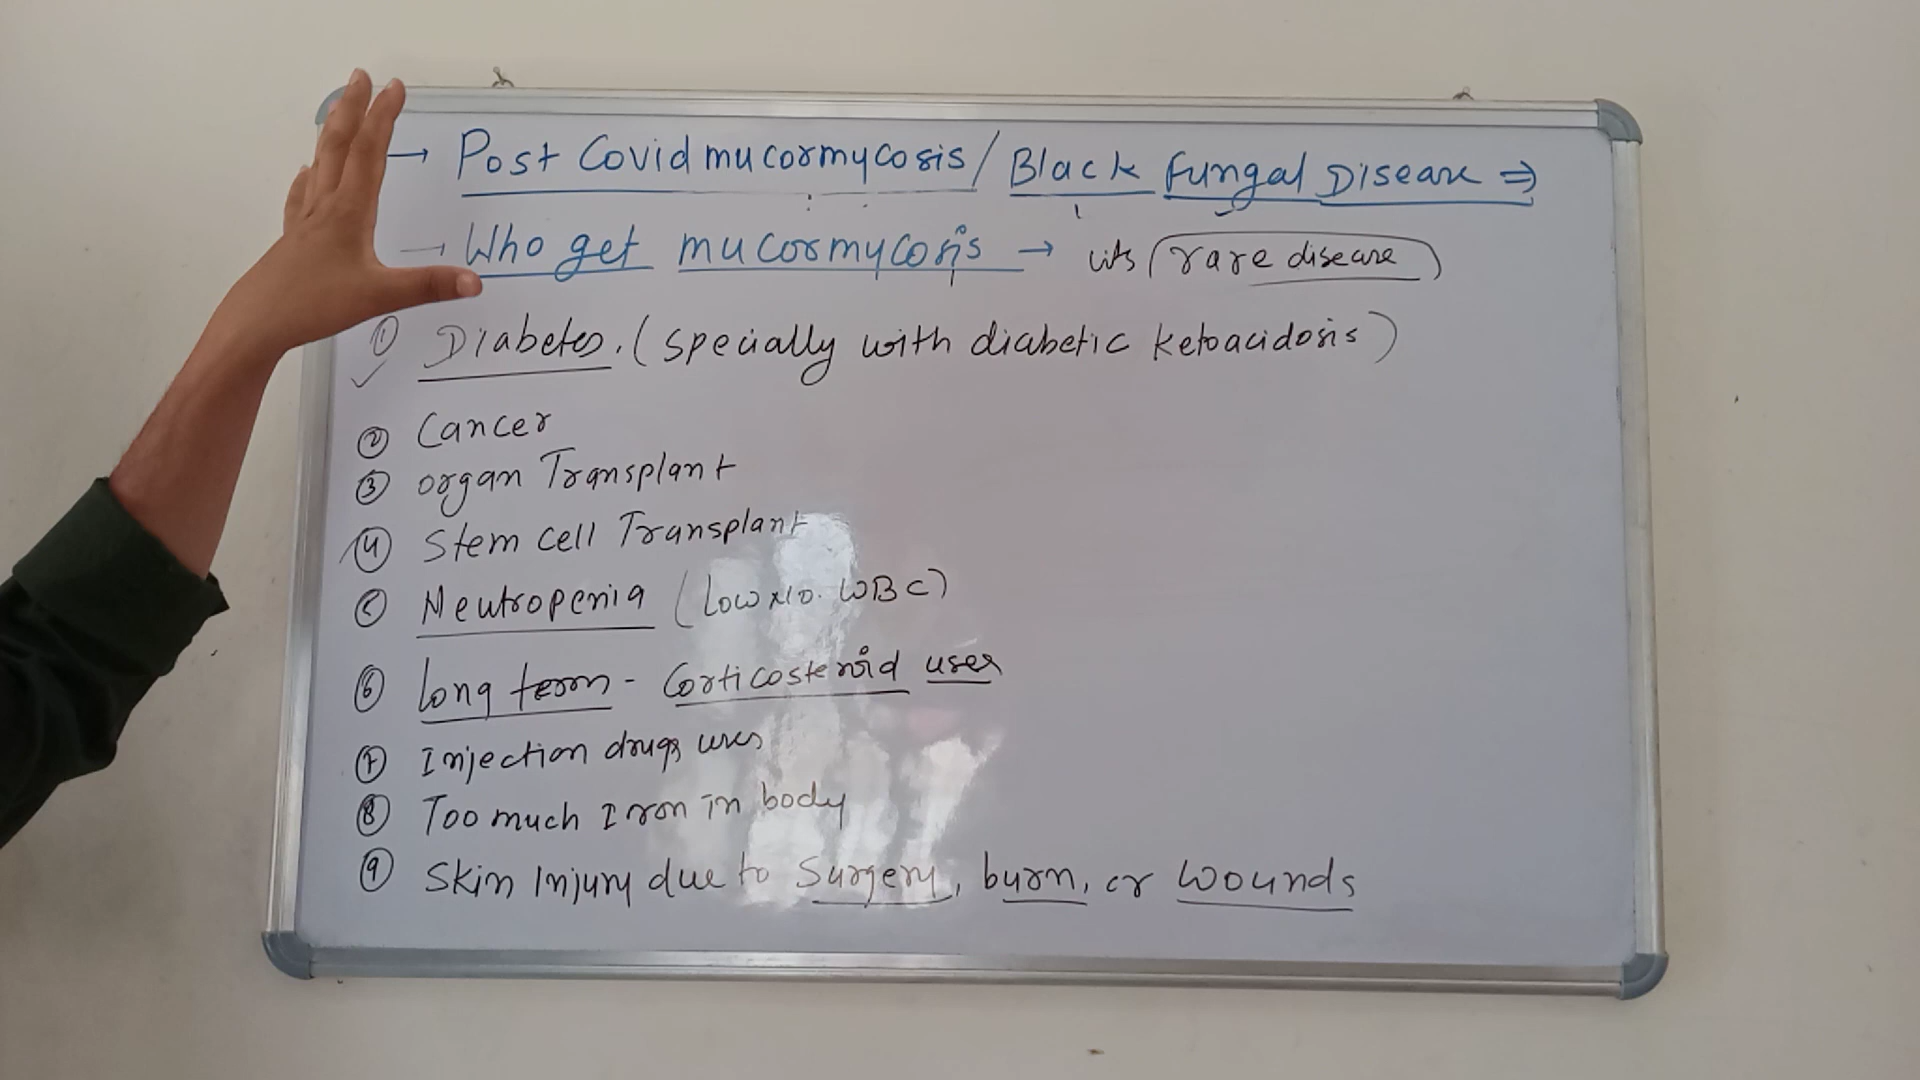 → Post Covid mucormycosis/ Black Fungal Disease ⇒
→ Who get mucormycosis → its (rare disease)
① Diabetes. (specially with diabetic ketoacidosis)
② Cancer
③ organ Transplant
④ Stem cell Transplant
⑤ Neutropenia (Low no. WBC)
⑥ Long term - Corticosteroid uses
⑦ Injection drugs uses
⑧ Too much Iron in body
⑨ Skin Injury due to Surgery, burn, or Wounds